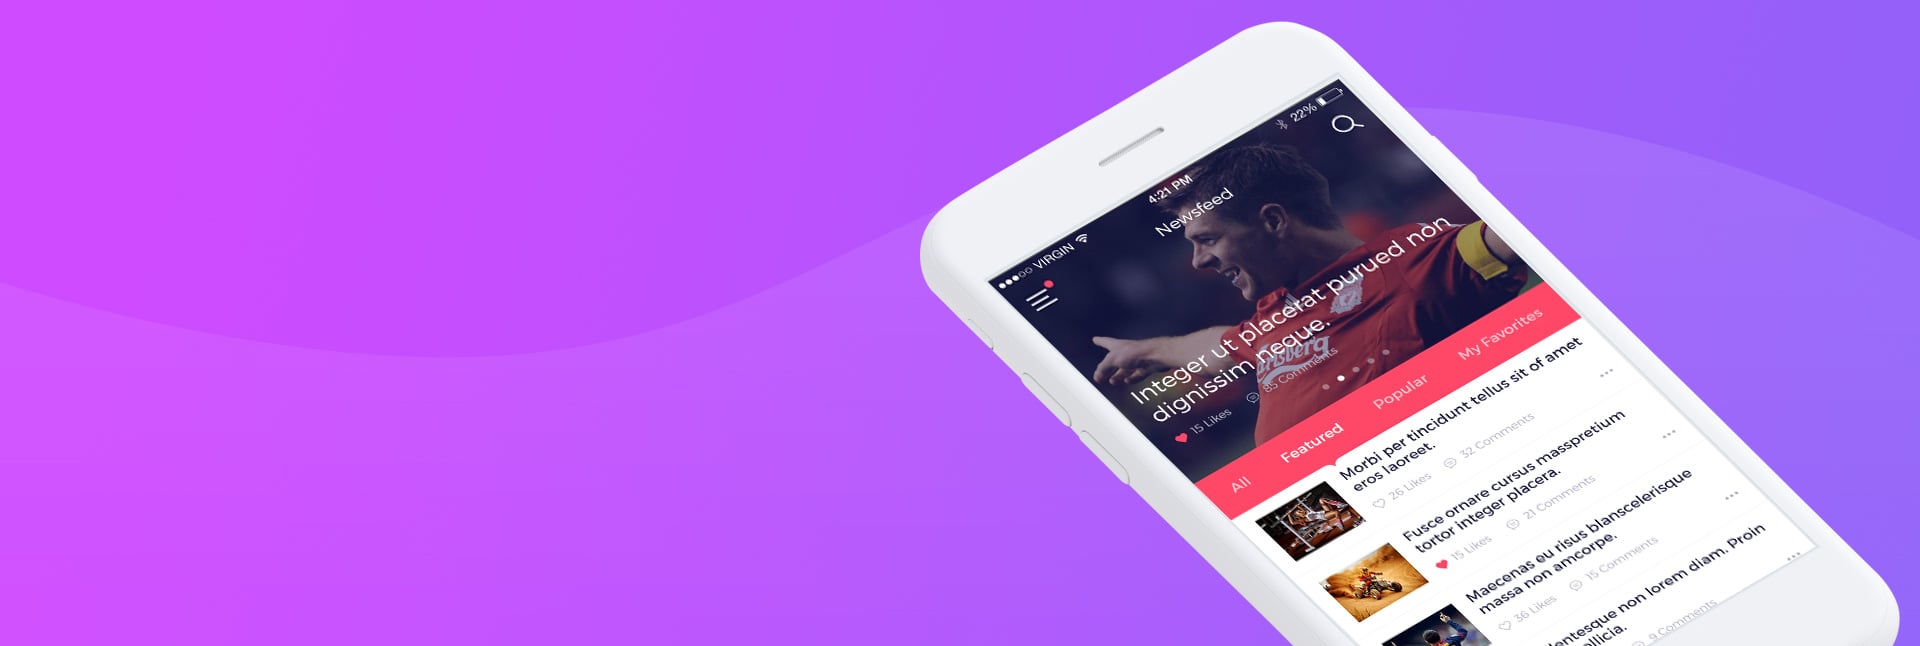 VIRGIN
4:21 PM
22%
Newsfeed
Integer ut placerat purued non
dignissim neque.
15 Likes
85 Comments
All
Featured
Popular
My Favorites
Morbi per tincidunt tellus sit of amet
eros laoreet.
26 Likes
32 Comments
Fusce ornare cursus masspretium
tortor integer placera.
15 Likes
21 Comments
Maecenas eu risus blanscelerisque
massa non amcorpe.
36 Likes
15 Comments
lentesque non lorem diam. Proin
llicia.
9 Comments